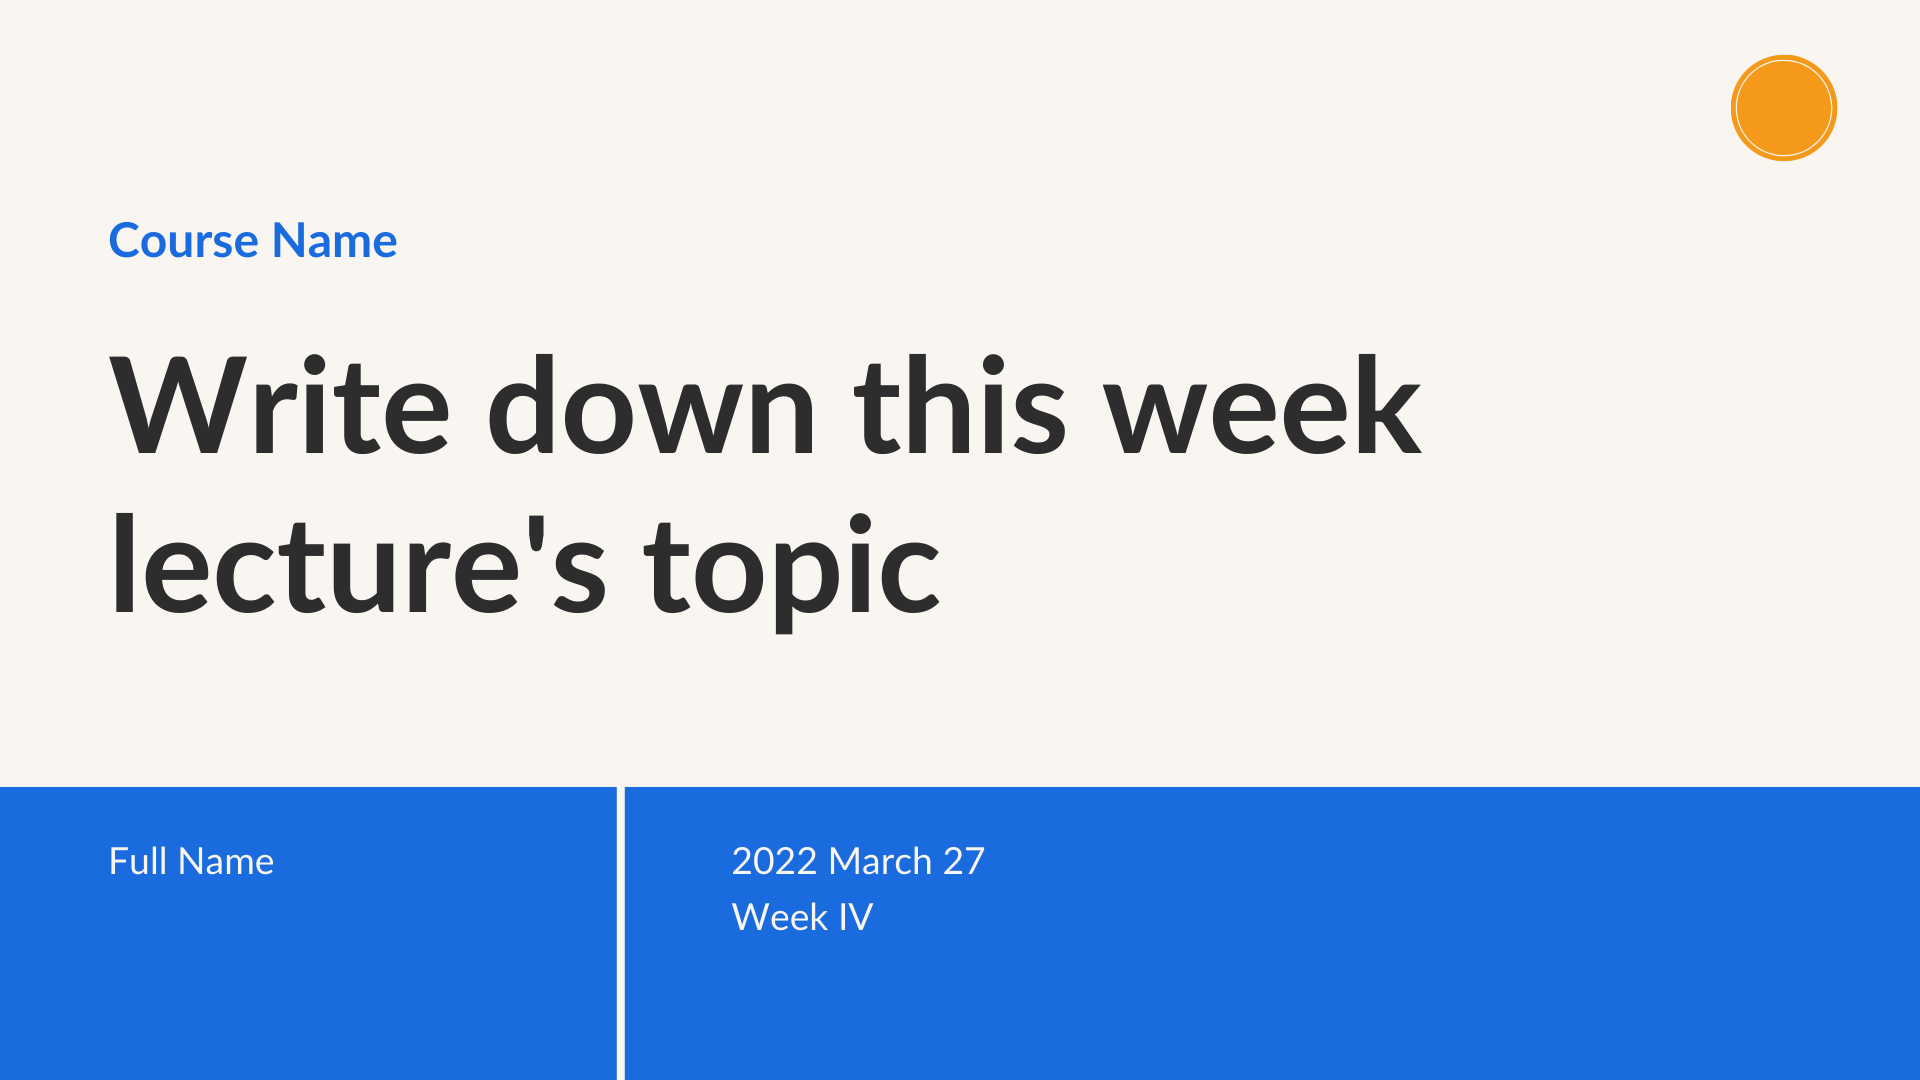 Course Name
Write down this week
lecture's topic
Full Name
2022 March 27
Week IV